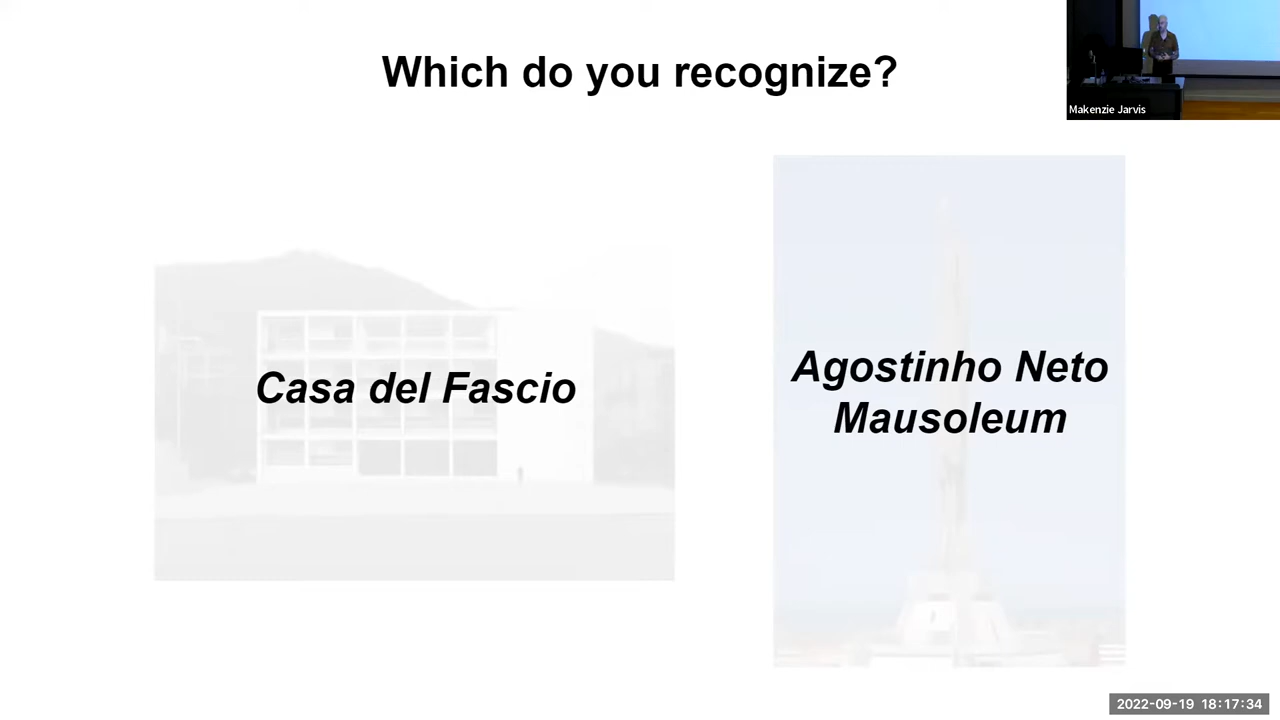 Which do you recognize?
Makenzie Jarvis
Casa del Fascio
Agostinho Neto
Mausoleum
2022-09-19 18:17:34